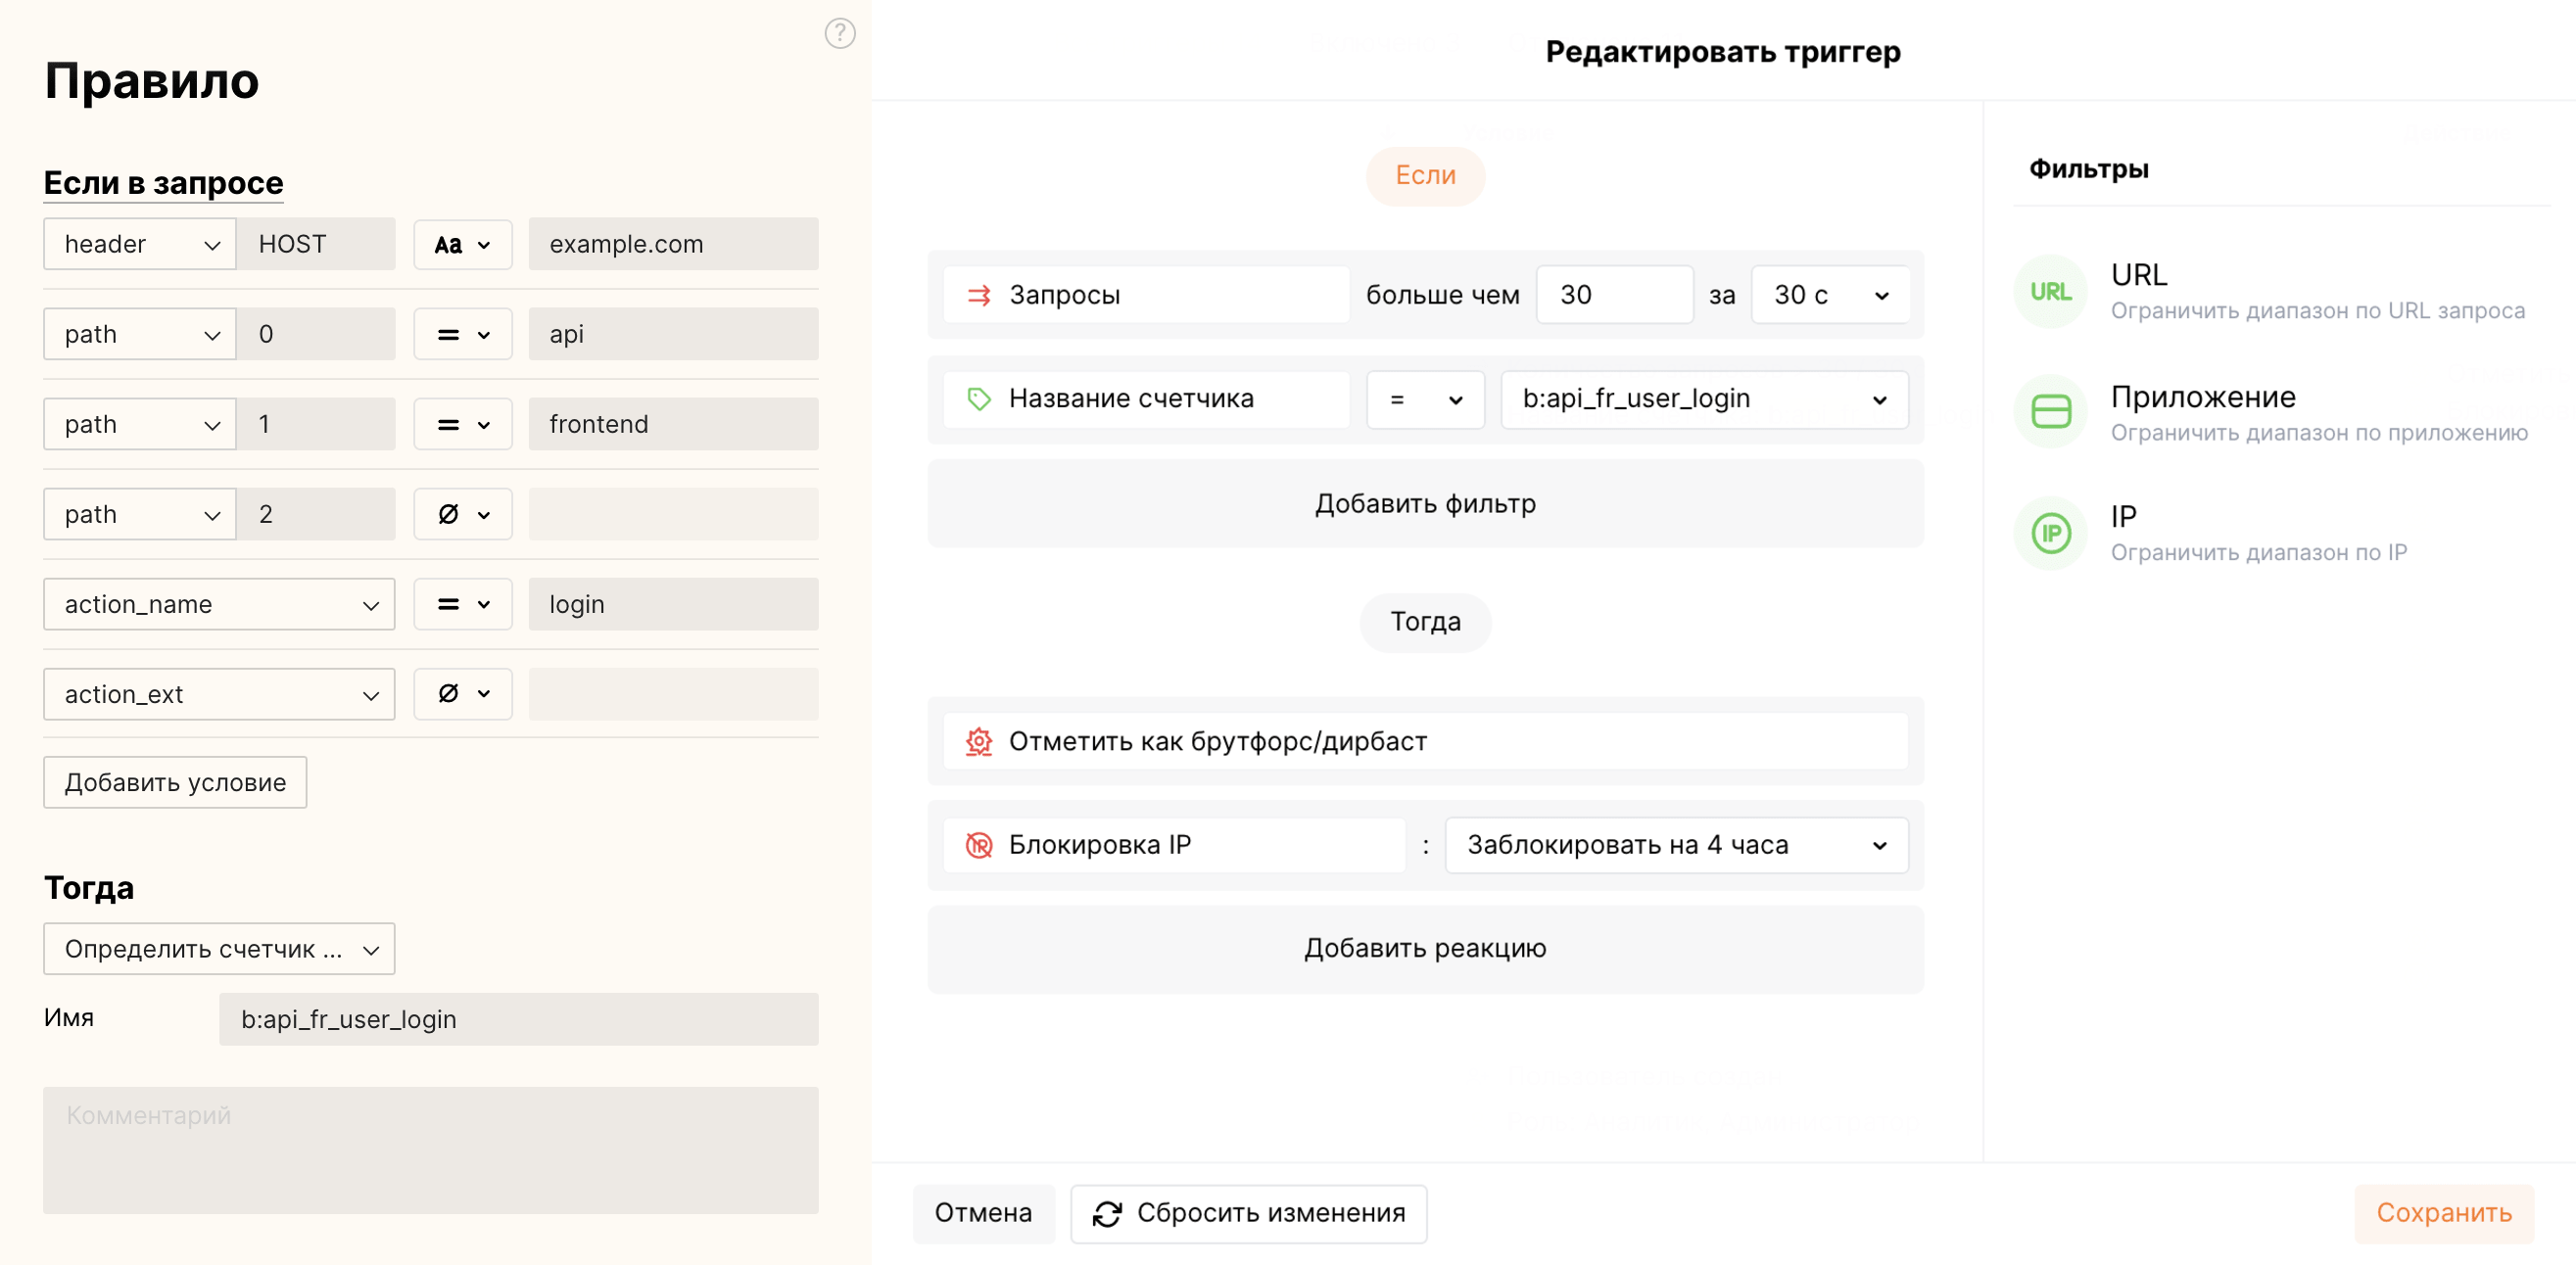 ?
Правило
Если в запросе
header HOST Aa example.com
path 0 = api
path 1 = frontend
path 2 Ø
action_name = login
action_ext Ø
Добавить условие
Тогда
Определить счетчик ...
Имя b:api_fr_user_login
Комментарий
Редактировать триггер
Если
Запросы больше чем 30 за 30 с
Название счетчика = b:api_fr_user_login
Добавить фильтр
Тогда
Отметить как брутфорс/дирбаст
Блокировка IP : Заблокировать на 4 часа
Добавить реакцию
Фильтры
URL URL
Ограничить диапазон по URL запроса
Приложение
Ограничить диапазон по приложению
IP IP
Ограничить диапазон по IP
Отмена Сбросить изменения Сохранить